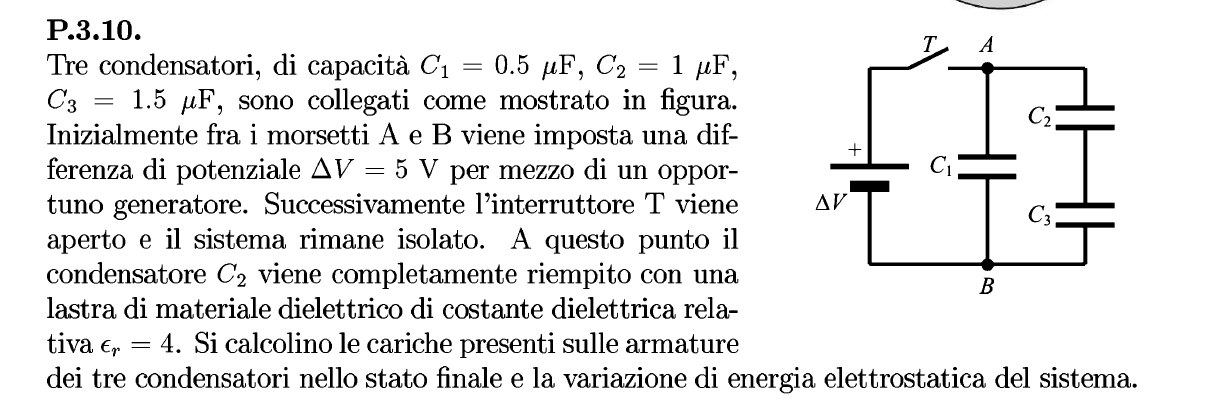 P.3.10.
Tre condensatori, di capacità C₁ = 0.5 μF, C₂ = 1 μF,
C₃ = 1.5 μF, sono collegati come mostrato in figura.
Inizialmente fra i morsetti A e B viene imposta una dif-
ferenza di potenziale ΔV = 5 V per mezzo di un oppor-
tuno generatore. Successivamente l'interruttore T viene
aperto e il sistema rimane isolato. A questo punto il
condensatore C₂ viene completamente riempito con una
lastra di materiale dielettrico di costante dielettrica rela-
tiva ϵᵣ = 4. Si calcolino le cariche presenti sulle armature
dei tre condensatori nello stato finale e la variazione di energia elettrostatica del sistema.
T
A
C₂
+
C₁
ΔV
C₃
B